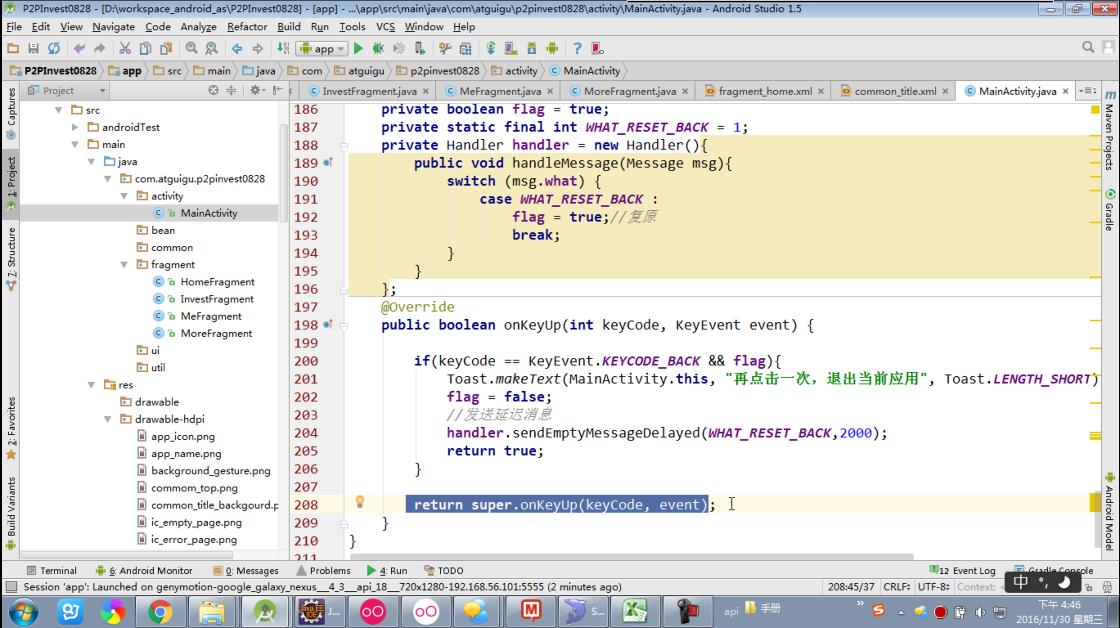 P2PInvest0828 - [D:\workspace_android_as\P2PInvest0828] - [app] - ...\app\src\main\java\com\atguigu\p2pinvest0828\activity\MainActivity.java - Android Studio 1.5
File Edit View Navigate Code Analyze Refactor Build Run Tools VCS Window Help
app
P2PInvest0828 app src main java com atguigu p2pinvest0828 activity MainActivity
Project
InvestFragment.java MeFragment.java MoreFragment.java fragment_home.xml common_title.xml MainActivity.java
Captures
1: Project
7: Structure
2: Favorites
Build Variants
src
androidTest
main
java
com.atguigu.p2pinvest0828
activity
MainActivity
bean
common
fragment
HomeFragment
InvestFragment
MeFragment
MoreFragment
ui
util
res
drawable
drawable-hdpi
app_icon.png
app_name.png
background_gesture.png
commom_top.png
common_title_backgourd.p
ic_empty_page.png
ic_error_page.png
186 private boolean flag = true;
187 private static final int WHAT_RESET_BACK = 1;
188 private Handler handler = new Handler(){
189 public void handleMessage(Message msg){
190 switch (msg.what) {
191 case WHAT_RESET_BACK :
192 flag = true;//复原
193 break;
194 }
195 }
196 };
197 @Override
198 public boolean onKeyUp(int keyCode, KeyEvent event) {
199
200 if(keyCode == KeyEvent.KEYCODE_BACK && flag){
201 Toast.makeText(MainActivity.this, "再点击一次，退出当前应用", Toast.LENGTH_SHORT)
202 flag = false;
203 //发送延迟消息
204 handler.sendEmptyMessageDelayed(WHAT_RESET_BACK,2000);
205 return true;
206 }
207
208 return super.onKeyUp(keyCode, event);
209 }
210 }
211
Maven Projects
Gradle
Android Model
Terminal 6: Android Monitor 0: Messages Problems 4: Run TODO 12 Event Log Gradle Console
Session 'app': Launched on genymotion-google_galaxy_nexus__4_3__api_18__720x1280-192.168.56.101:5555 (2 minutes ago) 208:45/37 CRLF÷ UTF-8÷ Context:
中
api 手册
下午 4:46
2016/11/30 星期三